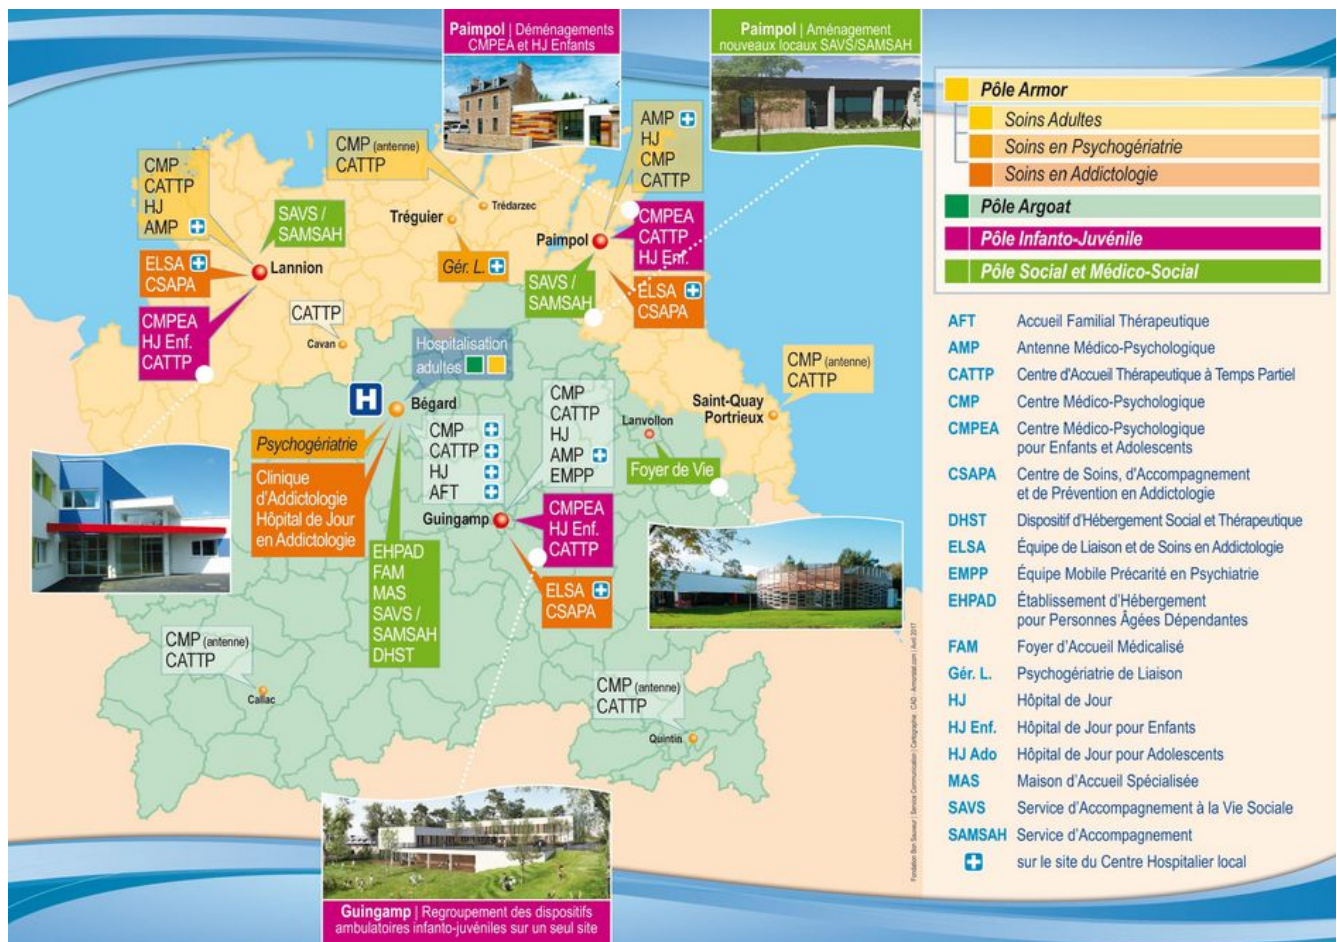 Paimpol | Déménagements
CMPEA et HJ Enfants
Paimpol | Aménagement
nouveaux locaux SAVS/SAMSAH
CMP
CATTP
HJ
AMP
SAVS /
SAMSAH
ELSA
CSAPA
Lannion
CMPEA
HJ Enf.
CATTP
CMP (antenne)
CATTP
Trédarzec
Tréguier
Gér. L.
AMP
HJ
CMP
CATTP
Paimpol
CMPEA
CATTP
HJ Enf.
SAVS /
SAMSAH
ELSA
CSAPA
CATTP
Cavan
Hospitalisation
adultes
H
Bégard
Psychogériatrie
Clinique
d'Addictologie
Hôpital de Jour
en Addictologie
CMP
CATTP
HJ
AFT
EHPAD
FAM
MAS
SAVS /
SAMSAH
DHST
CMP
CATTP
HJ
AMP
EMPP
Guingamp
CMPEA
HJ Enf.
CATTP
ELSA
CSAPA
Lanvollon
Foyer de Vie
CMP (antenne)
CATTP
Saint-Quay
Portrieux
CMP (antenne)
CATTP
Callac
CMP (antenne)
CATTP
Quintin
Guingamp | Regroupement des dispositifs
ambulatoires infanto-juvéniles sur un seul site
Fondation Bon Sauveur | Service Communication | Cartographie : CAD - Armorstat.com | Avril 2017
Pôle Armor
Soins Adultes
Soins en Psychogériatrie
Soins en Addictologie
Pôle Argoat
Pôle Infanto-Juvénile
Pôle Social et Médico-Social
AFT Accueil Familial Thérapeutique
AMP Antenne Médico-Psychologique
CATTP Centre d'Accueil Thérapeutique à Temps Partiel
CMP Centre Médico-Psychologique
CMPEA Centre Médico-Psychologique
pour Enfants et Adolescents
CSAPA Centre de Soins, d'Accompagnement
et de Prévention en Addictologie
DHST Dispositif d'Hébergement Social et Thérapeutique
ELSA Équipe de Liaison et de Soins en Addictologie
EMPP Équipe Mobile Précarité en Psychiatrie
EHPAD Établissement d'Hébergement
pour Personnes Âgées Dépendantes
FAM Foyer d'Accueil Médicalisé
Gér. L. Psychogériatrie de Liaison
HJ Hôpital de Jour
HJ Enf. Hôpital de Jour pour Enfants
HJ Ado Hôpital de Jour pour Adolescents
MAS Maison d'Accueil Spécialisée
SAVS Service d'Accompagnement à la Vie Sociale
SAMSAH Service d'Accompagnement
sur le site du Centre Hospitalier local